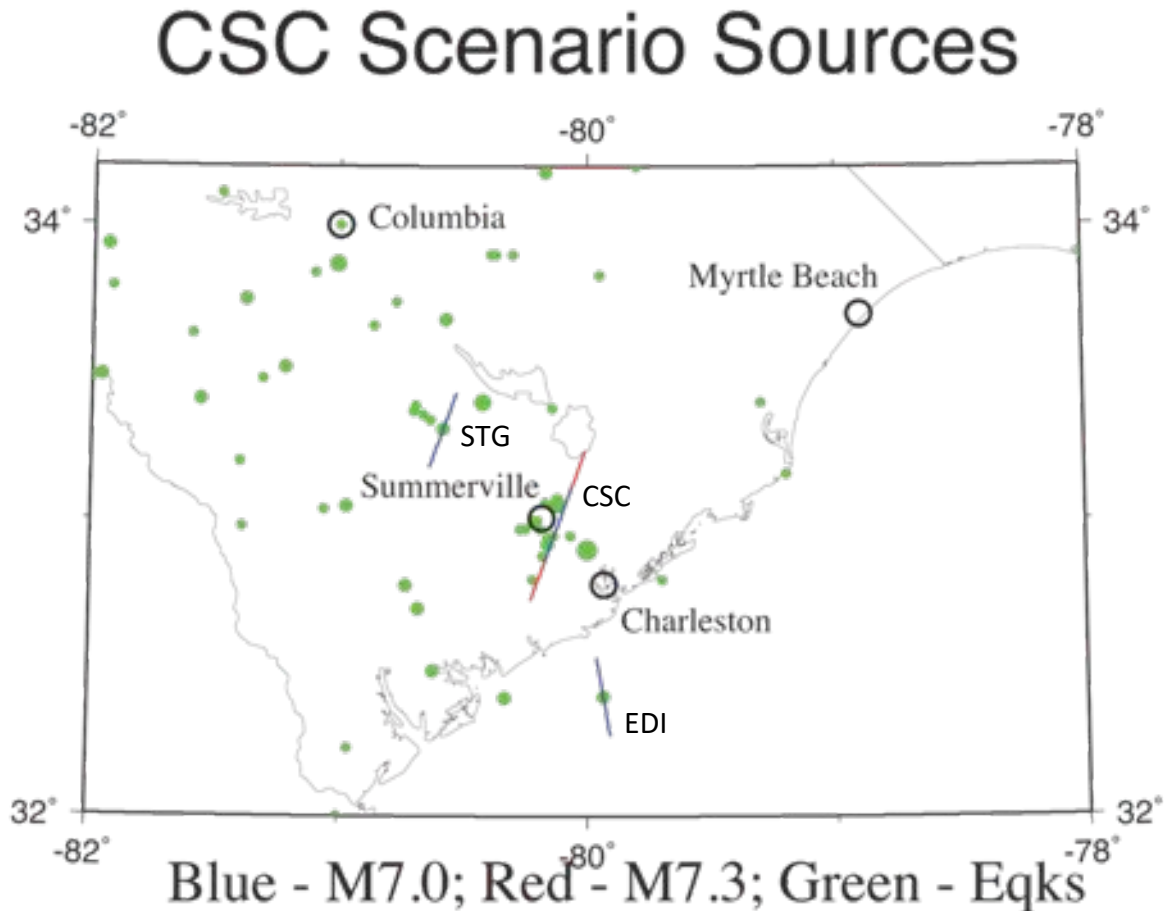 CSC Scenario Sources
-82° -80° -78°
34° Columbia 34°
Myrtle Beach
STG
Summerville CSC
Charleston
EDI
32° 32°
-82° -80° -78°
Blue - M7.0; Red - M7.3; Green - Eqks